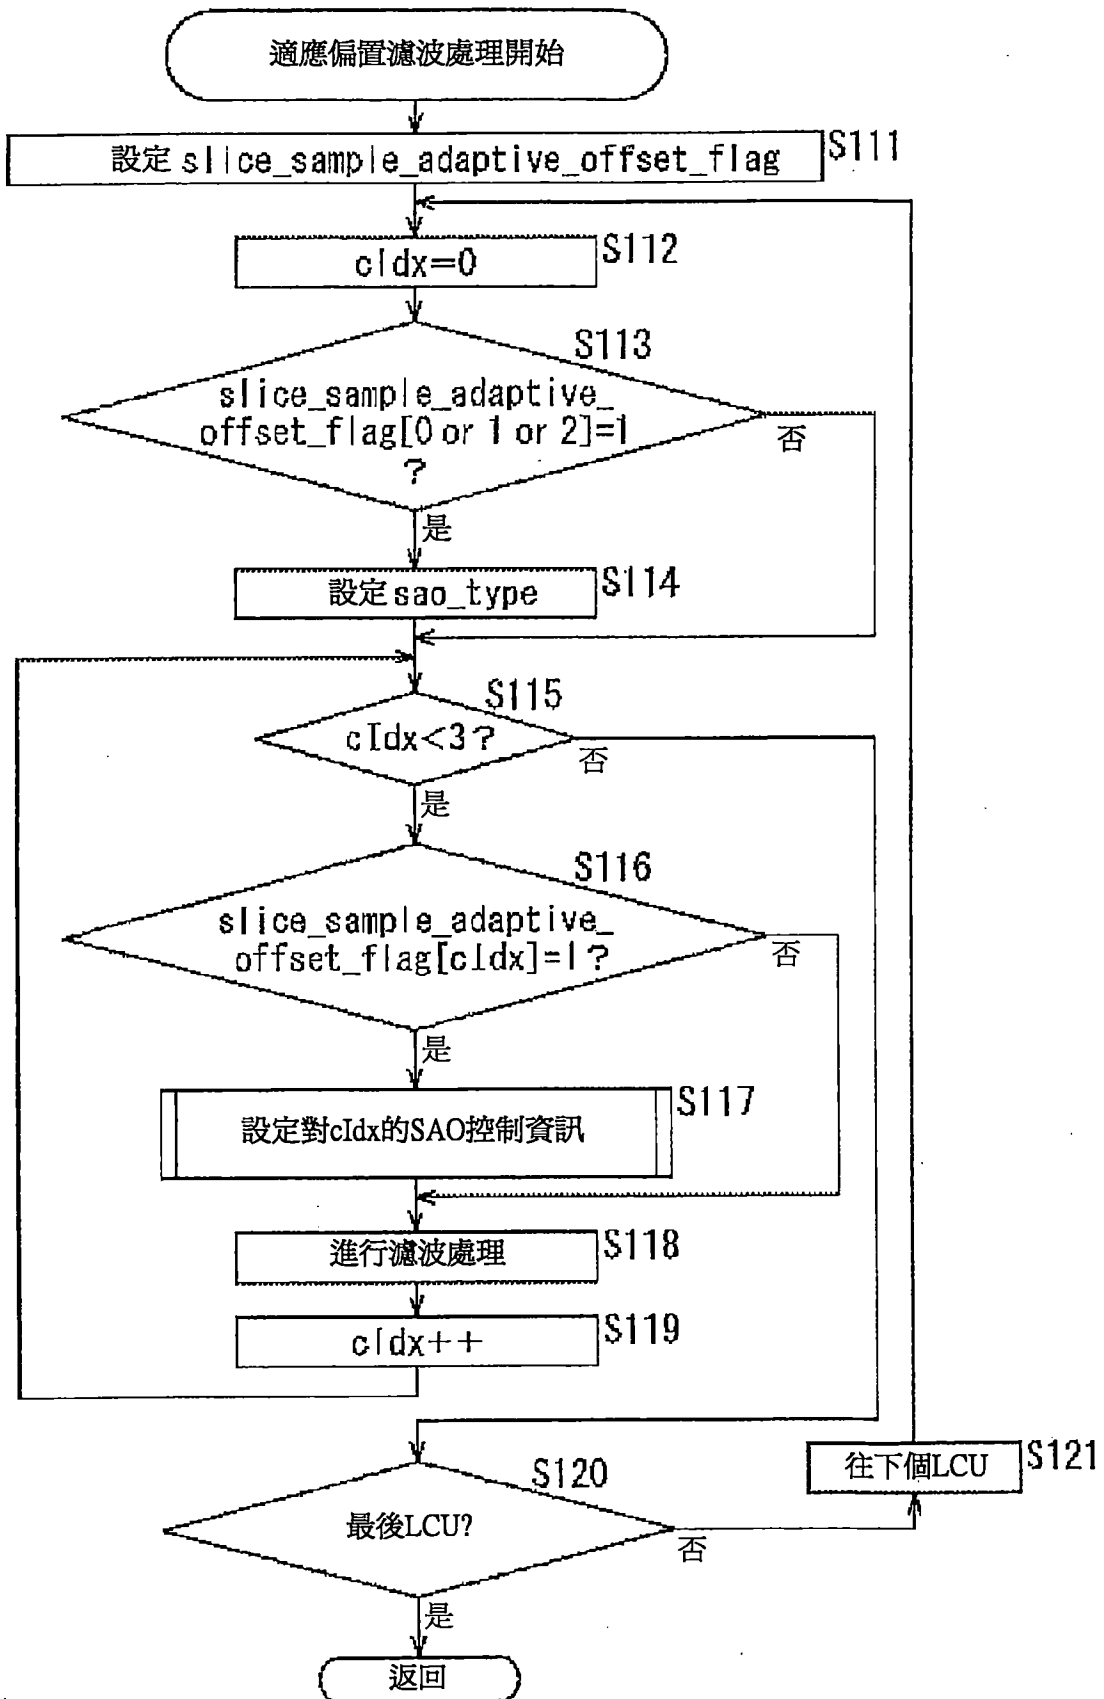 適應偏置濾波處理開始
設定 slice_sample_adaptive_offset_flag
S111
cIdx=0
S112
S113
slice_sample_adaptive_
offset_flag[0 or 1 or 2]=1
?
否
是
設定sao_type
S114
S115
cIdx<3?
否
是
S116
slice_sample_adaptive_
offset_flag[cIdx]=1?
否
是
設定對cIdx的SAO控制資訊
S117
進行濾波處理
S118
cIdx++
S119
S120
最後LCU?
否
往下個LCU
S121
是
返回